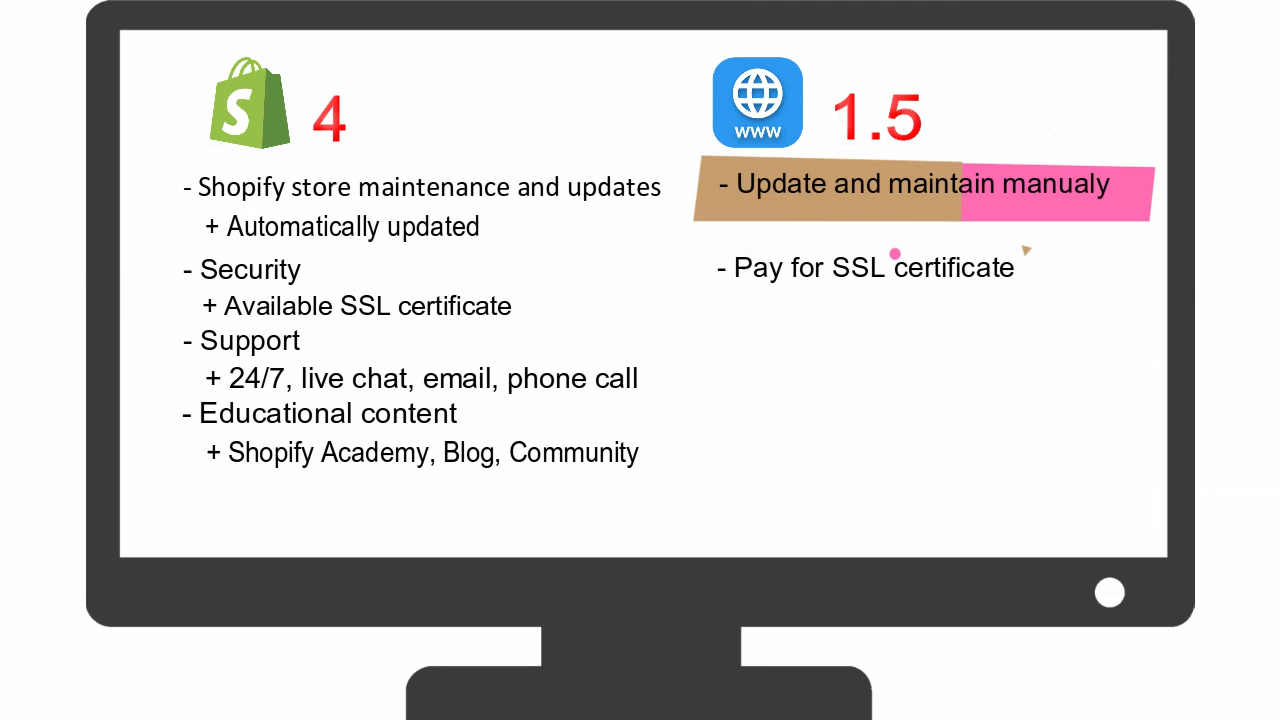 S 4
- Shopify store maintenance and updates
+ Automatically updated
- Security
+ Available SSL certificate
- Support
+ 24/7, live chat, email, phone call
- Educational content
+ Shopify Academy, Blog, Community
www 1.5
- Update and maintain manualy
- Pay for SSL certificate